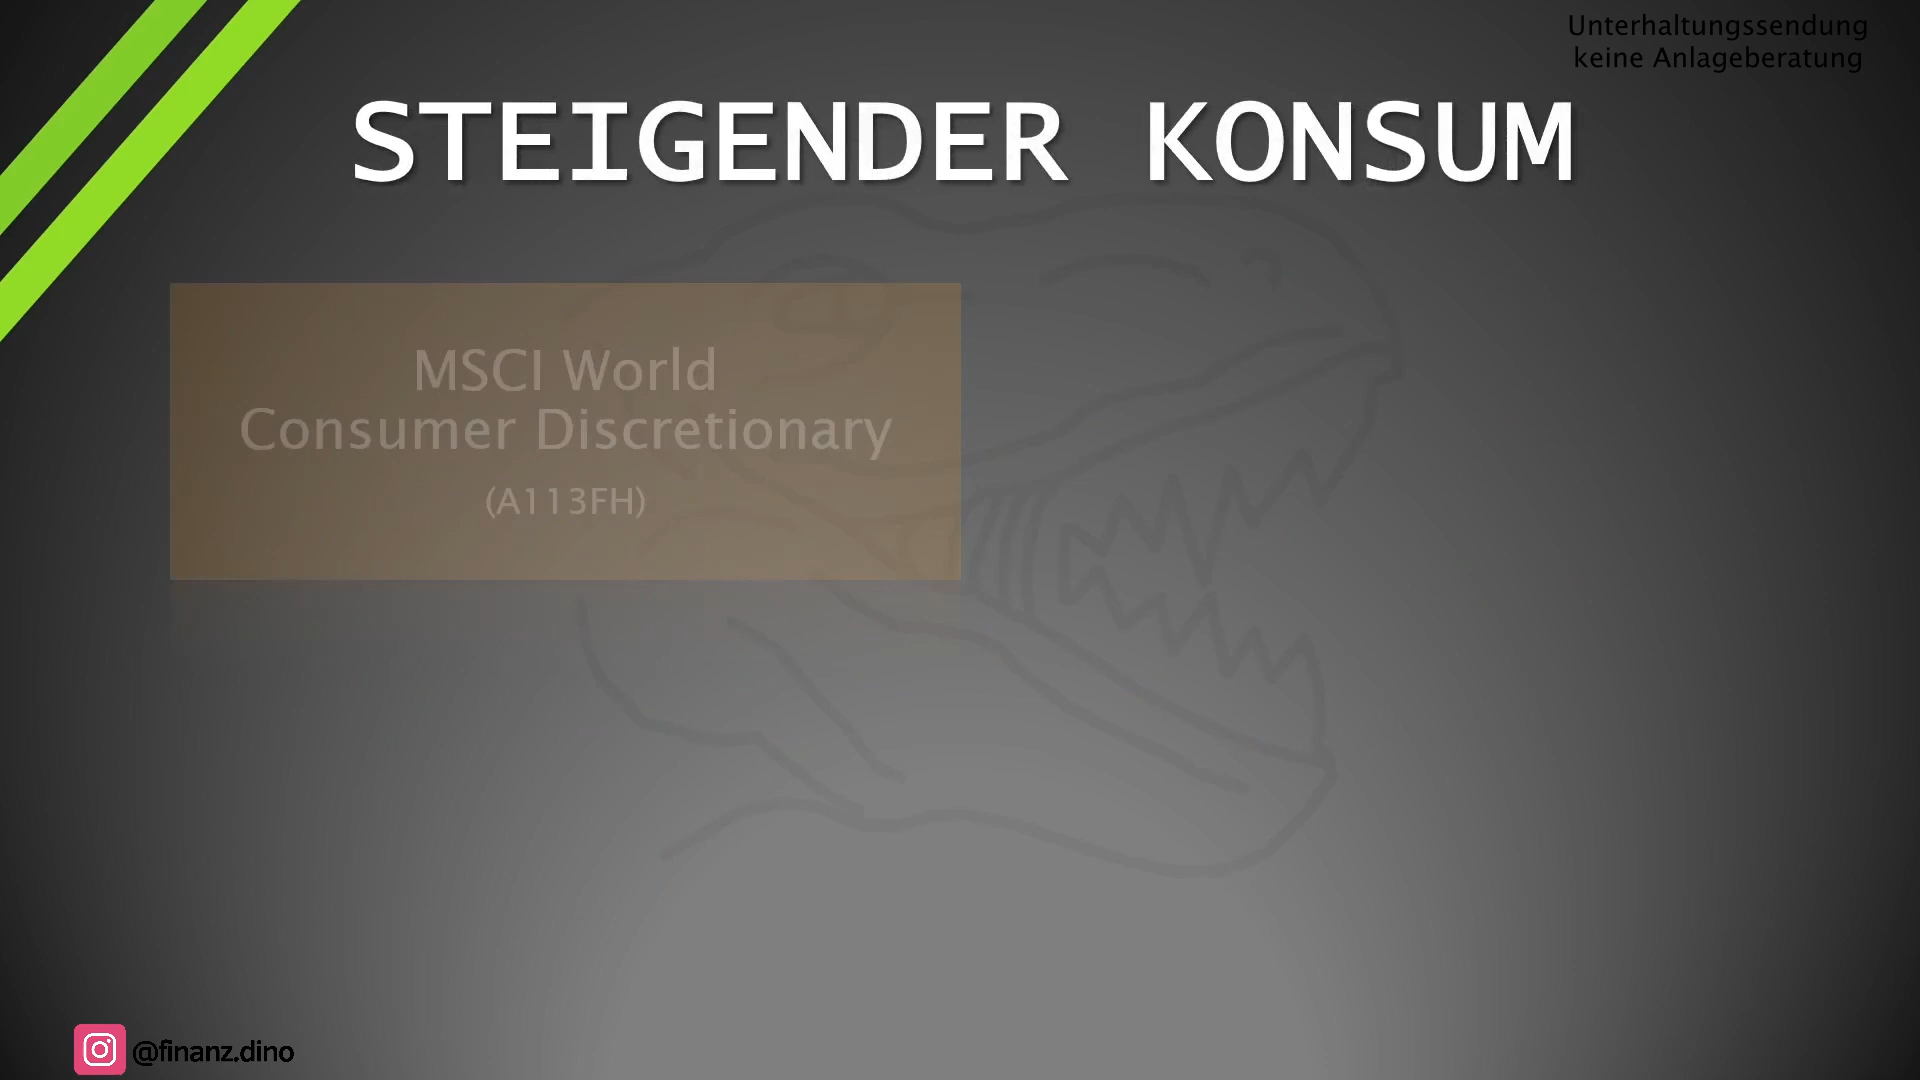 Unterhaltungssendung
keine Anlageberatung
STEIGENDER KONSUM
MSCI World
Consumer Discretionary
(A113FH)
@finanz.dino